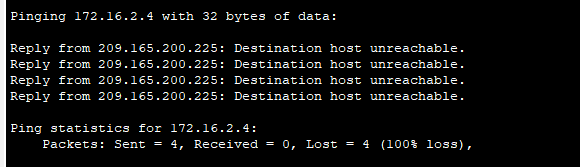 Pinging 172.16.2.4 with 32 bytes of data:
Reply from 209.165.200.225: Destination host unreachable.
Reply from 209.165.200.225: Destination host unreachable.
Reply from 209.165.200.225: Destination host unreachable.
Reply from 209.165.200.225: Destination host unreachable.
Ping statistics for 172.16.2.4:
    Packets: Sent = 4, Received = 0, Lost = 4 (100% loss),